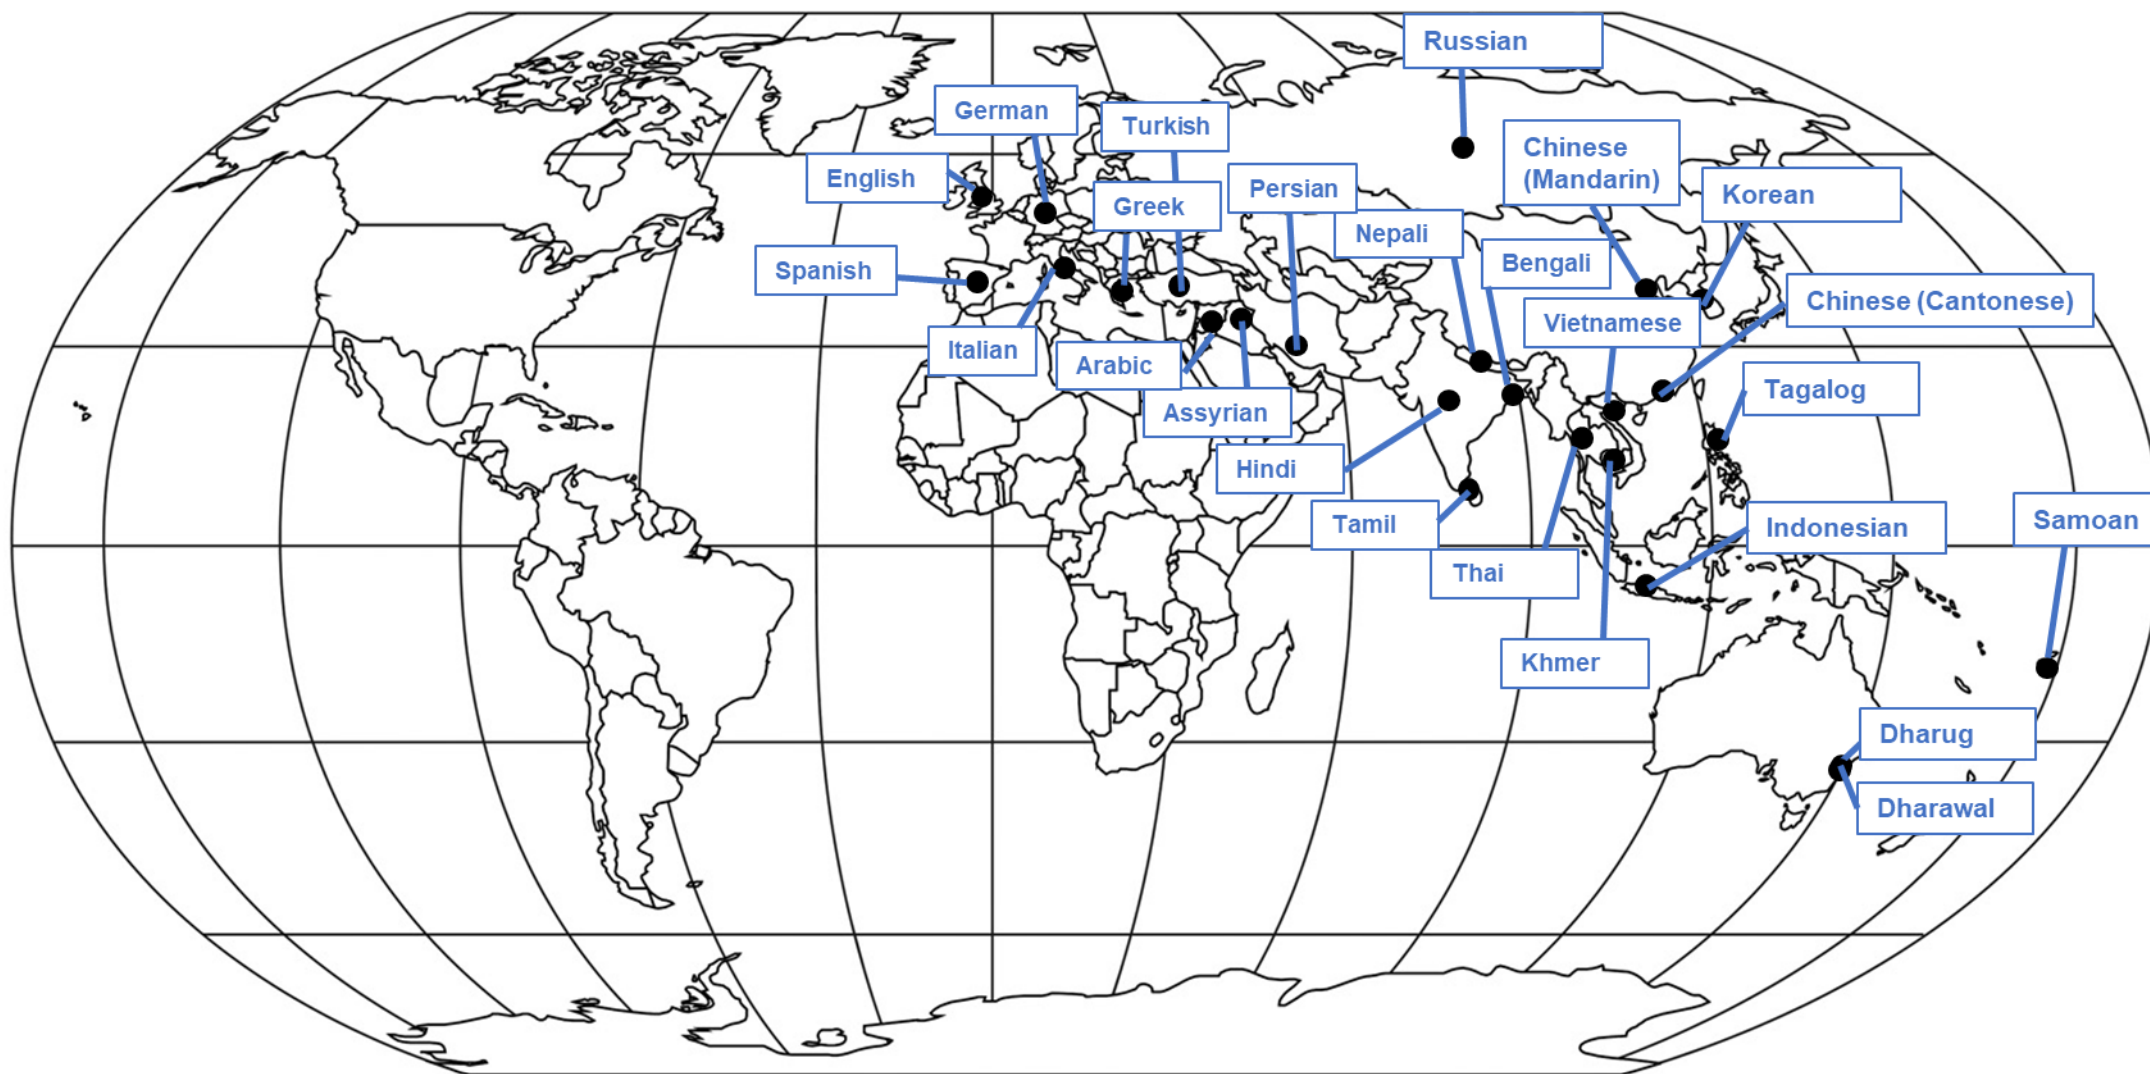 Russian
German
Turkish
Chinese
(Mandarin)
English
Persian
Korean
Greek
Nepali
Bengali
Spanish
Chinese (Cantonese)
Vietnamese
Italian
Arabic
Tagalog
Assyrian
Hindi
Tamil
Indonesian
Samoan
Thai
Khmer
Dharug
Dharawal